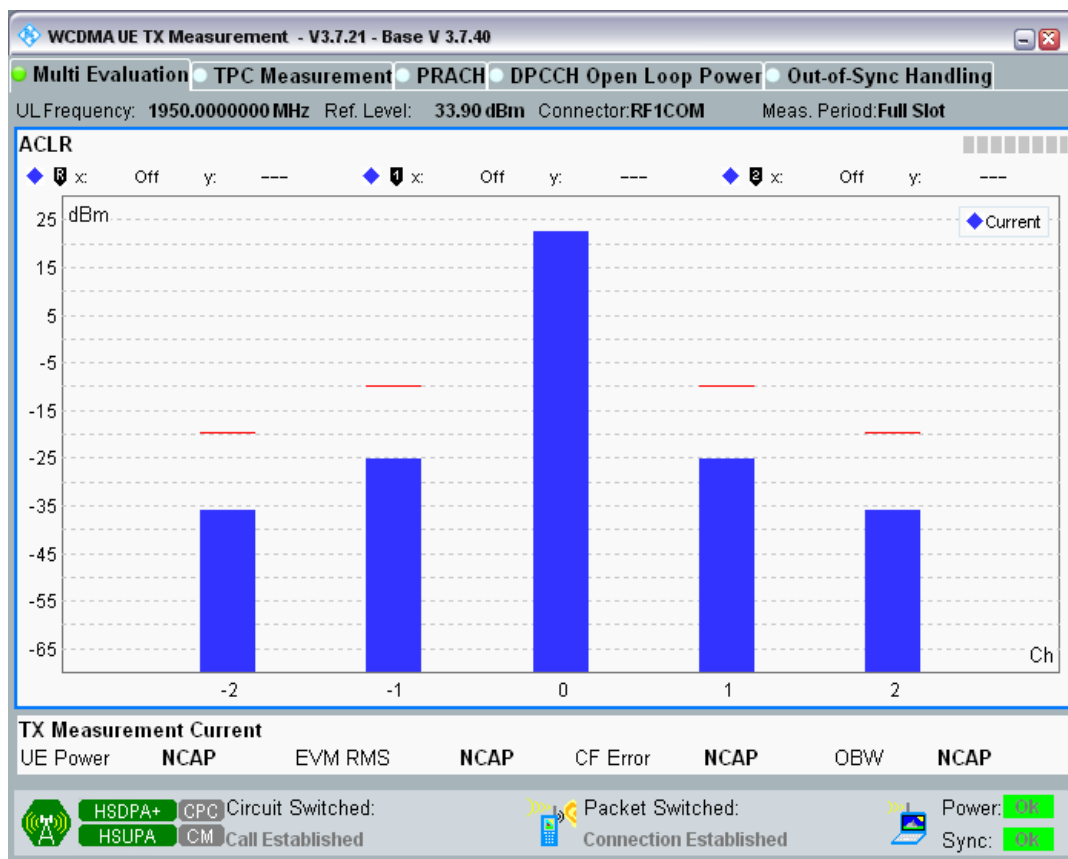 WCDMA UE TX Measurement - V3.7.21 - Base V 3.7.40
Multi Evaluation TPC Measurement PRACH DPCCH Open Loop Power Out-of-Sync Handling
UL Frequency: 1950.0000000 MHz Ref. Level: 33.90 dBm Connector:RF1COM Meas. Period:Full Slot
ACLR
R x: Off y: --- 1 x: Off y: --- 2 x: Off y: ---
dBm
Current
25
15
5
-5
-15
-25
-35
-45
-55
-65
Ch
-2 -1 0 1 2
TX Measurement Current
UE Power NCAP EVM RMS NCAP CF Error NCAP OBW NCAP
HSDPA+ CPC Circuit Switched: Packet Switched: Power: Ok
HSUPA CM Call Established Connection Established Sync: Ok